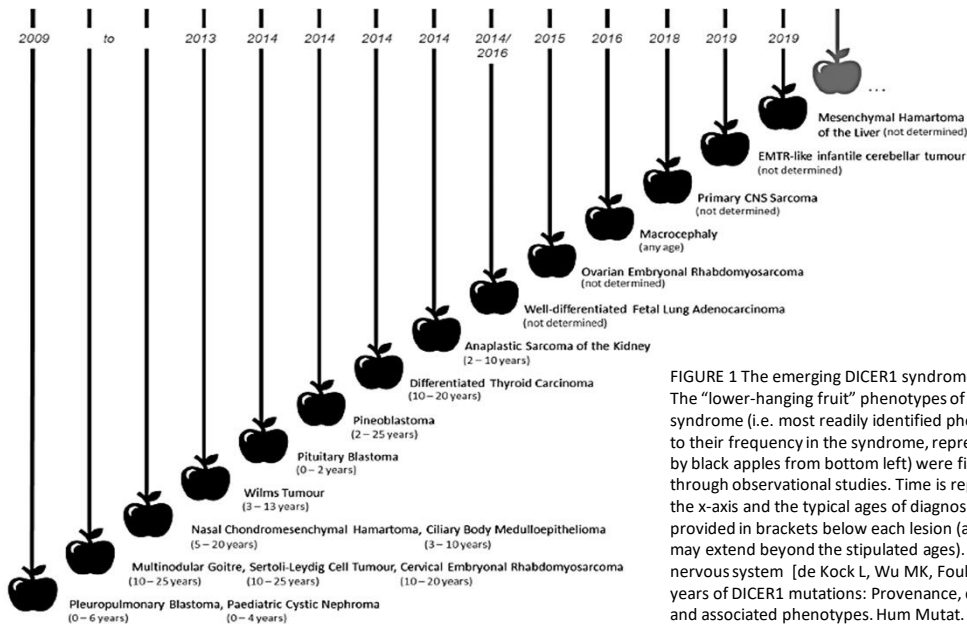 2009 to 2013 2014 2014 2014 2014 2014/ 2015 2016 2018 2019 2019
2016
...
Mesenchymal Hamartoma
of the Liver (not determined)
EMTR-like infantile cerebellar tumour
(not determined)
Primary CNS Sarcoma
(not determined)
Macrocephaly
(any age)
Ovarian Embryonal Rhabdomyosarcoma
(not determined)
Well-differentiated Fetal Lung Adenocarcinoma
(not determined)
Anaplastic Sarcoma of the Kidney
(2 – 10 years)
Differentiated Thyroid Carcinoma
(10 – 20 years)
Pineoblastoma
(2 – 25 years)
Pituitary Blastoma
(0 – 2 years)
Wilms Tumour
(3 – 13 years)
Nasal Chondromesenchymal Hamartoma, Ciliary Body Medulloepithelioma
(5 – 20 years) (3 – 10 years)
Multinodular Goitre, Sertoli-Leydig Cell Tumour, Cervical Embryonal Rhabdomyosarcoma
(10 – 25 years) (10 – 25 years) (10 – 20 years)
Pleuropulmonary Blastoma, Paediatric Cystic Nephroma
(0 – 6 years) (0 – 4 years)
FIGURE 1 The emerging DICER1 syndrom
The “lower-hanging fruit” phenotypes of
syndrome (i.e. most readily identified phe
to their frequency in the syndrome, repre
by black apples from bottom left) were fi
through observational studies. Time is rep
the x-axis and the typical ages of diagnos
provided in brackets below each lesion (a
may extend beyond the stipulated ages).
nervous system [de Kock L, Wu MK, Foul
years of DICER1 mutations: Provenance, 
and associated phenotypes. Hum Mutat.